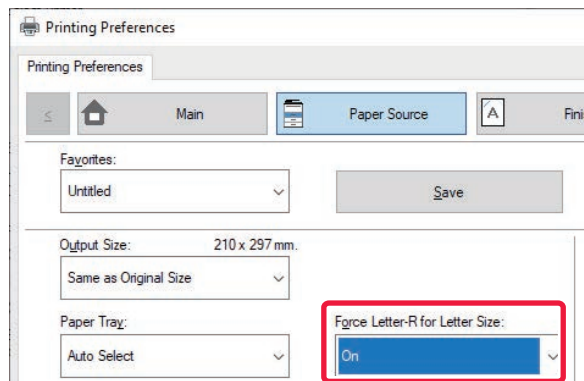 Printing Preferences
Printing Preferences
< Main Paper Source A Fini
Favorites:
Untitled Save
Output Size: 210 x 297 mm.
Same as Original Size
Paper Tray: Force Letter-R for Letter Size:
Auto Select On